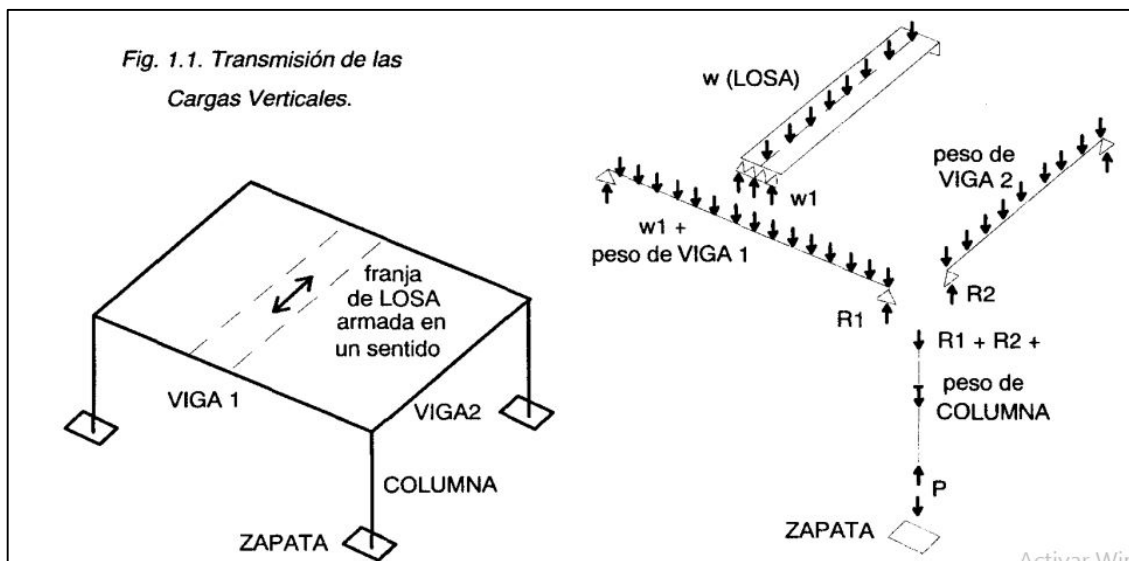 Fig. 1.1. Transmisión de las
Cargas Verticales.
franja
de LOSA
armada en
un sentido
VIGA 1
VIGA2
COLUMNA
ZAPATA
w (LOSA)
w1
w1 +
peso de VIGA 1
R1
peso de
VIGA 2
R2
R1 + R2 +
peso de
COLUMNA
P
ZAPATA
Activar Win